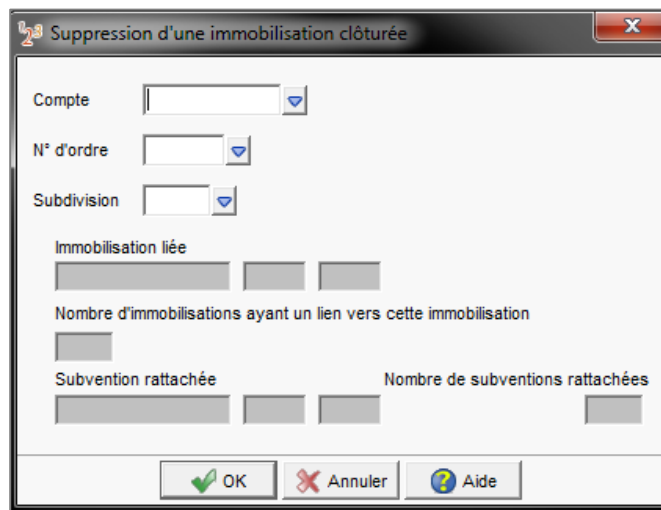 Suppression d'une immobilisation clôturée
Compte
N° d'ordre
Subdivision
Immobilisation liée
Nombre d'immobilisations ayant un lien vers cette immobilisation
Subvention rattachée Nombre de subventions rattachées
OK Annuler Aide